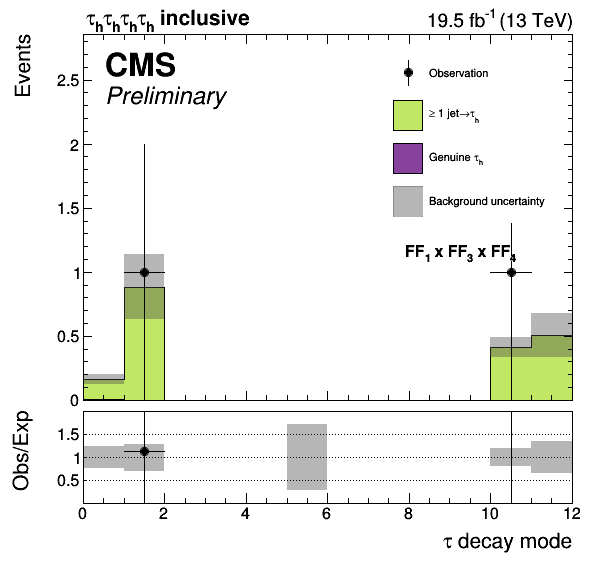 τhτhτhτh inclusive
19.5 fb⁻¹ (13 TeV)
Events
CMS
Preliminary
Observation
≥ 1 jet→τh
Genuine τh
Background uncertainty
FF1 x FF3 x FF4
2.5
2
1.5
1
0.5
0
Obs/Exp
1.5
1
0.5
0 2 4 6 8 10 12
τ decay mode